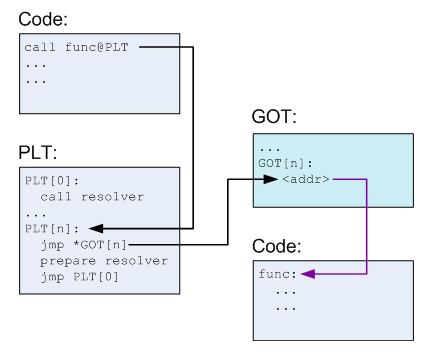 Code:
call func@PLT
...
...
PLT:
PLT[0]:
call resolver
...
PLT[n]:
jmp *GOT[n]
prepare resolver
jmp PLT[0]
GOT:
...
GOT[n]:
<addr>
Code:
func:
...
...